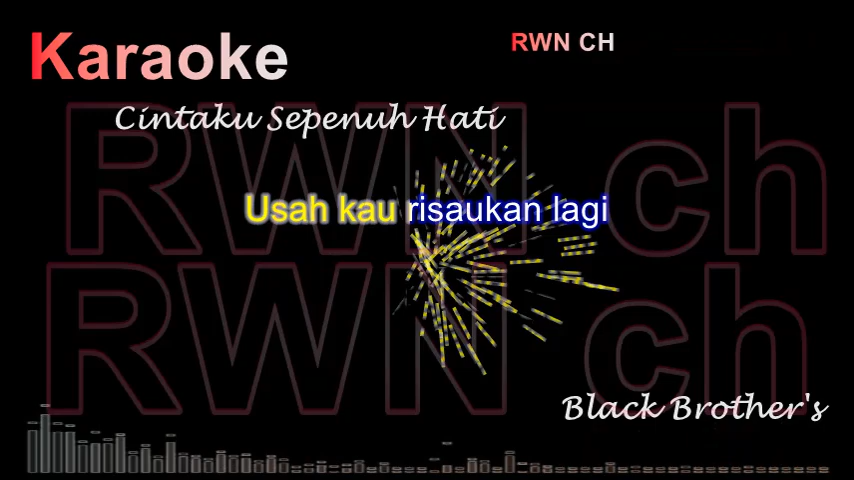 Karaoke
RWN CH
Cintaku Sepenuh Hati
RWN ch
Usah kau risaukan lagi
RWN ch
Black Brother's